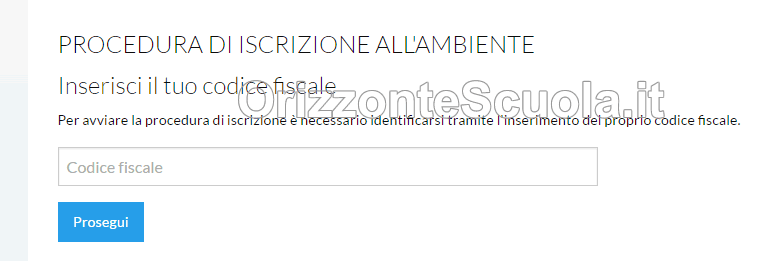 PROCEDURA DI ISCRIZIONE ALL'AMBIENTE
Inserisci il tuo codice fiscale
OrizzonteScuola.it
Per avviare la procedura di iscrizione è necessario identificarsi tramite l'inserimento del proprio codice fiscale.
Codice fiscale
Prosegui